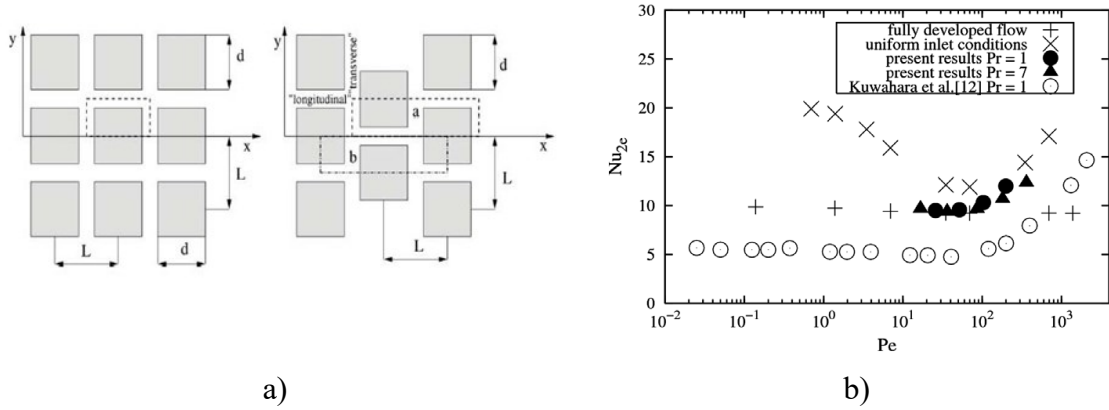 y
d
x
L
L
d
y
"transverse"
"longitudinal"
a
d
x
b
L
L
30
25
20
15
10
5
0
Nu2e
fully developed flow
uniform inlet conditions
present results Pr = 1
present results Pr = 7
Kuwahara et al.[12] Pr = 1
10⁻² 10⁻¹ 10⁰ 10¹ 10² 10³
Pe
a) b)